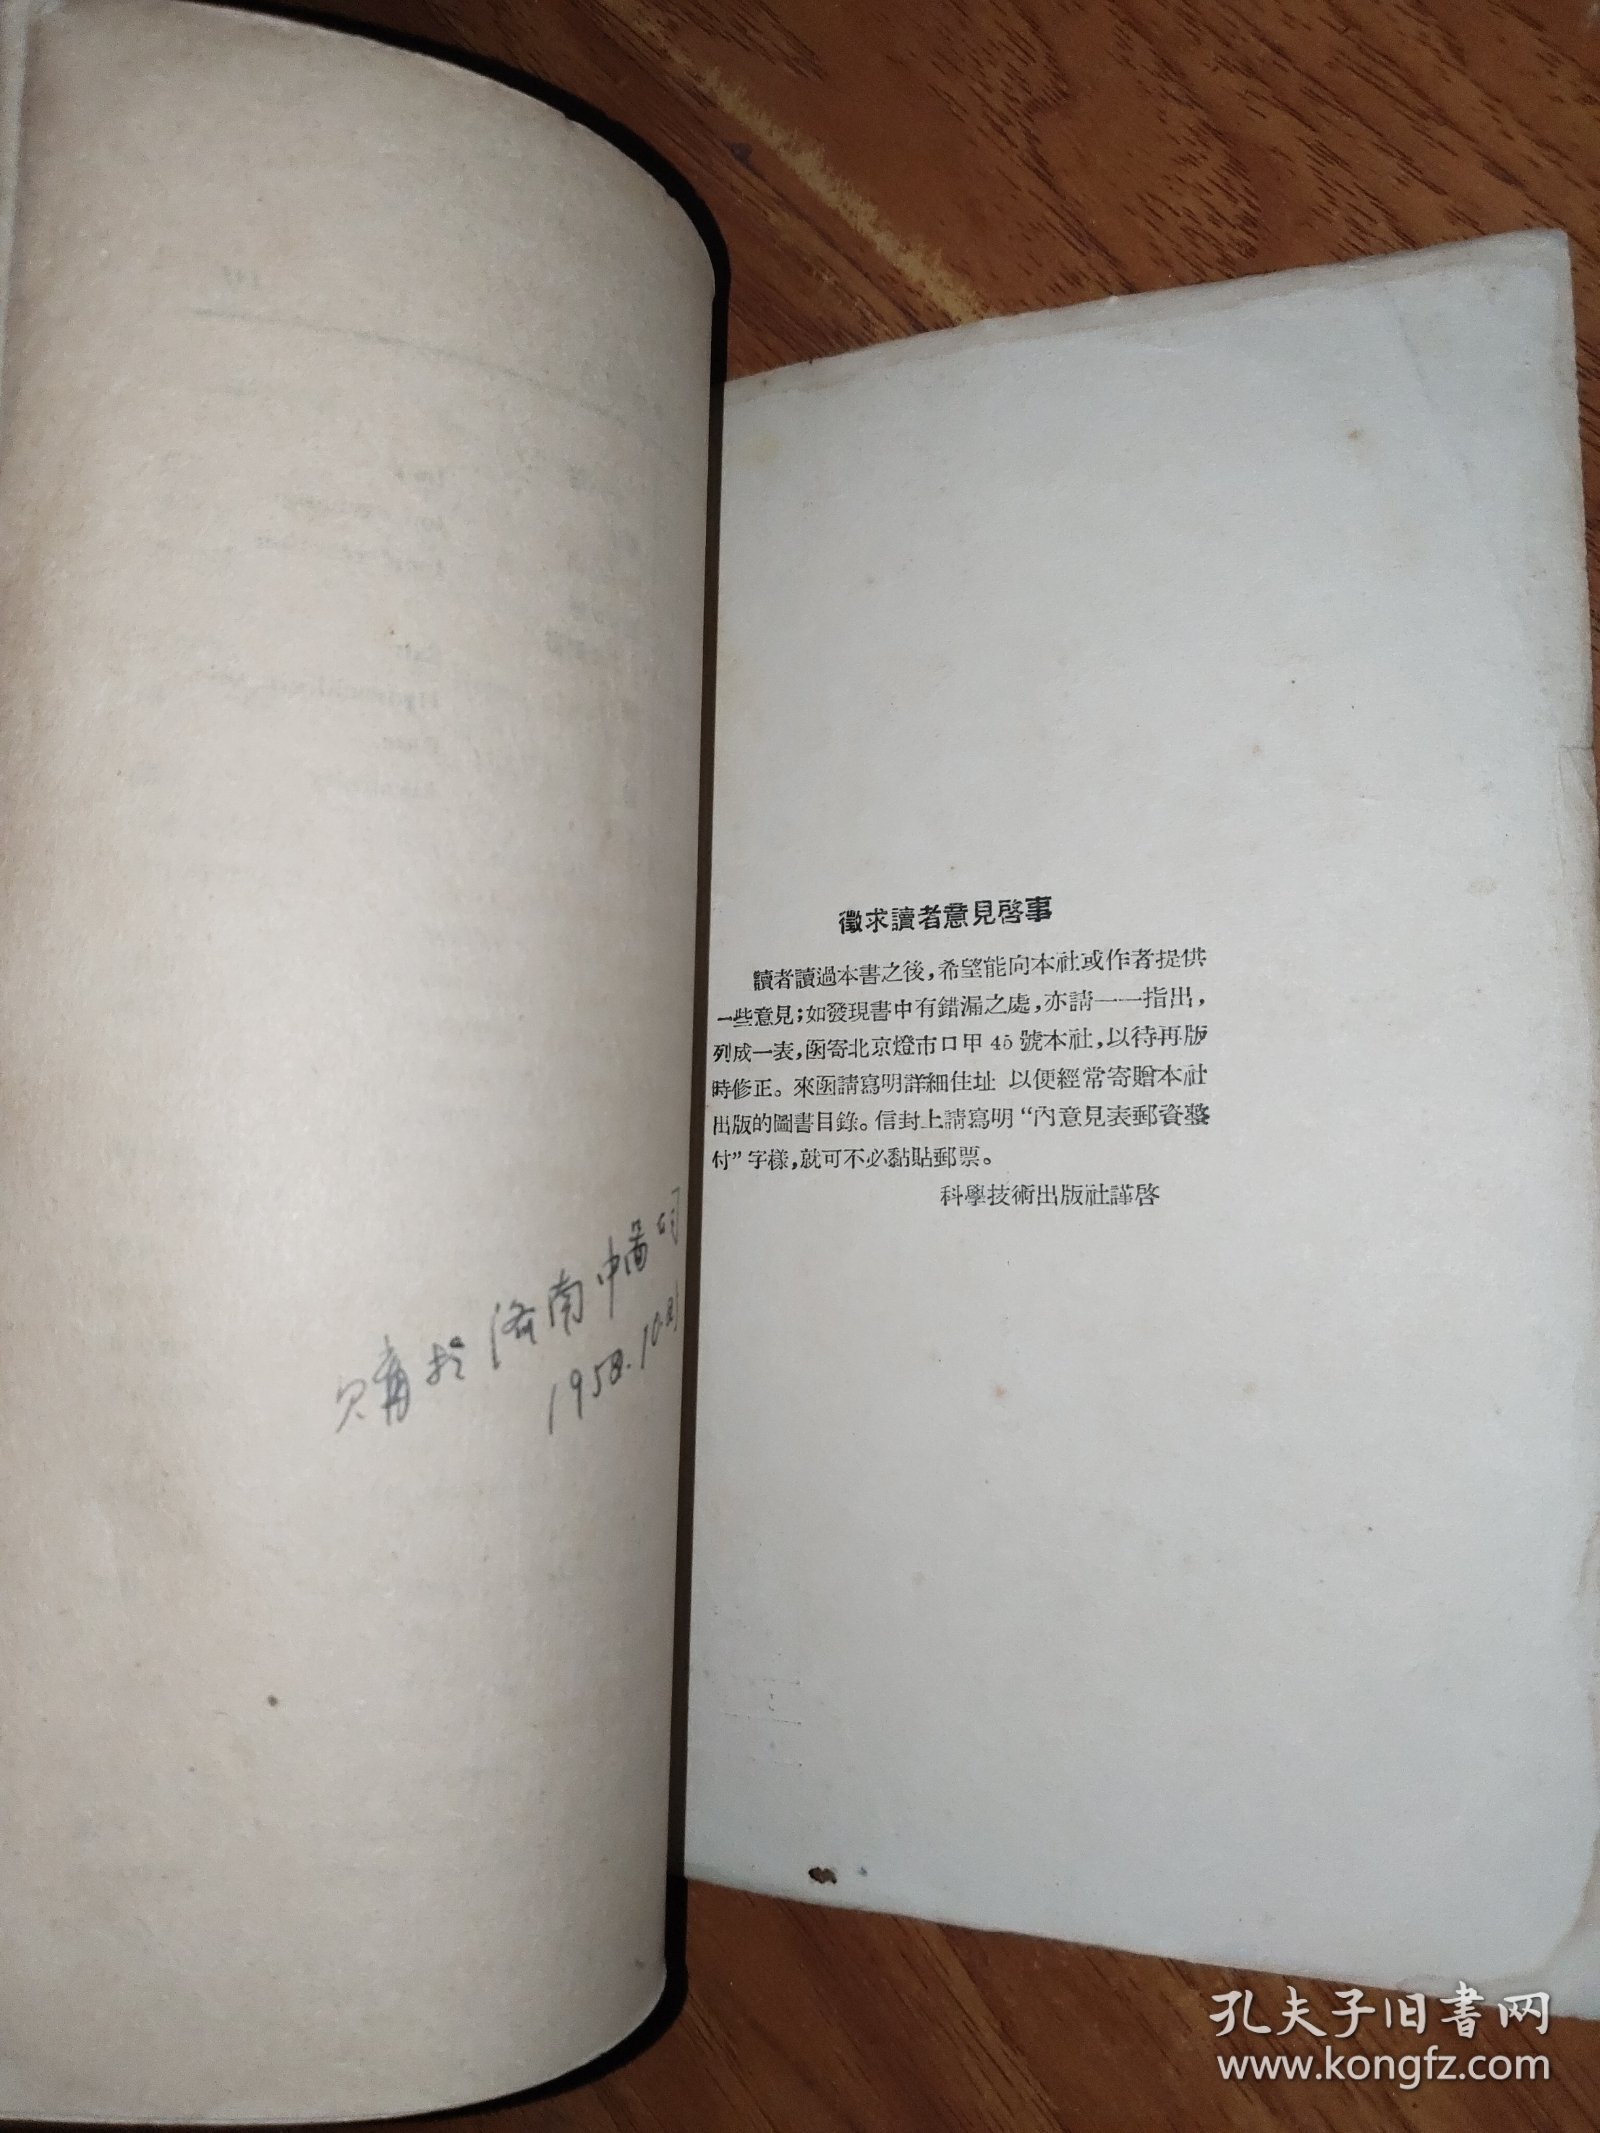 購於濟南中圖
1953.10.
徵求讀者意見啓事
讀者讀過本書之後,希望能向本社或作者提供
一些意見;如發現書中有錯漏之處,亦請一一指出,
列成一表,函寄北京燈市口甲45號本社,以待再版
時修正。來函請寫明詳細住址 以便經常寄贈本社
出版的圖書目錄。信封上請寫明“內意見表郵資整
付”字樣,就可不必黏貼郵票。
科學技術出版社謹啓
孔夫子旧書网
www.kongfz.com